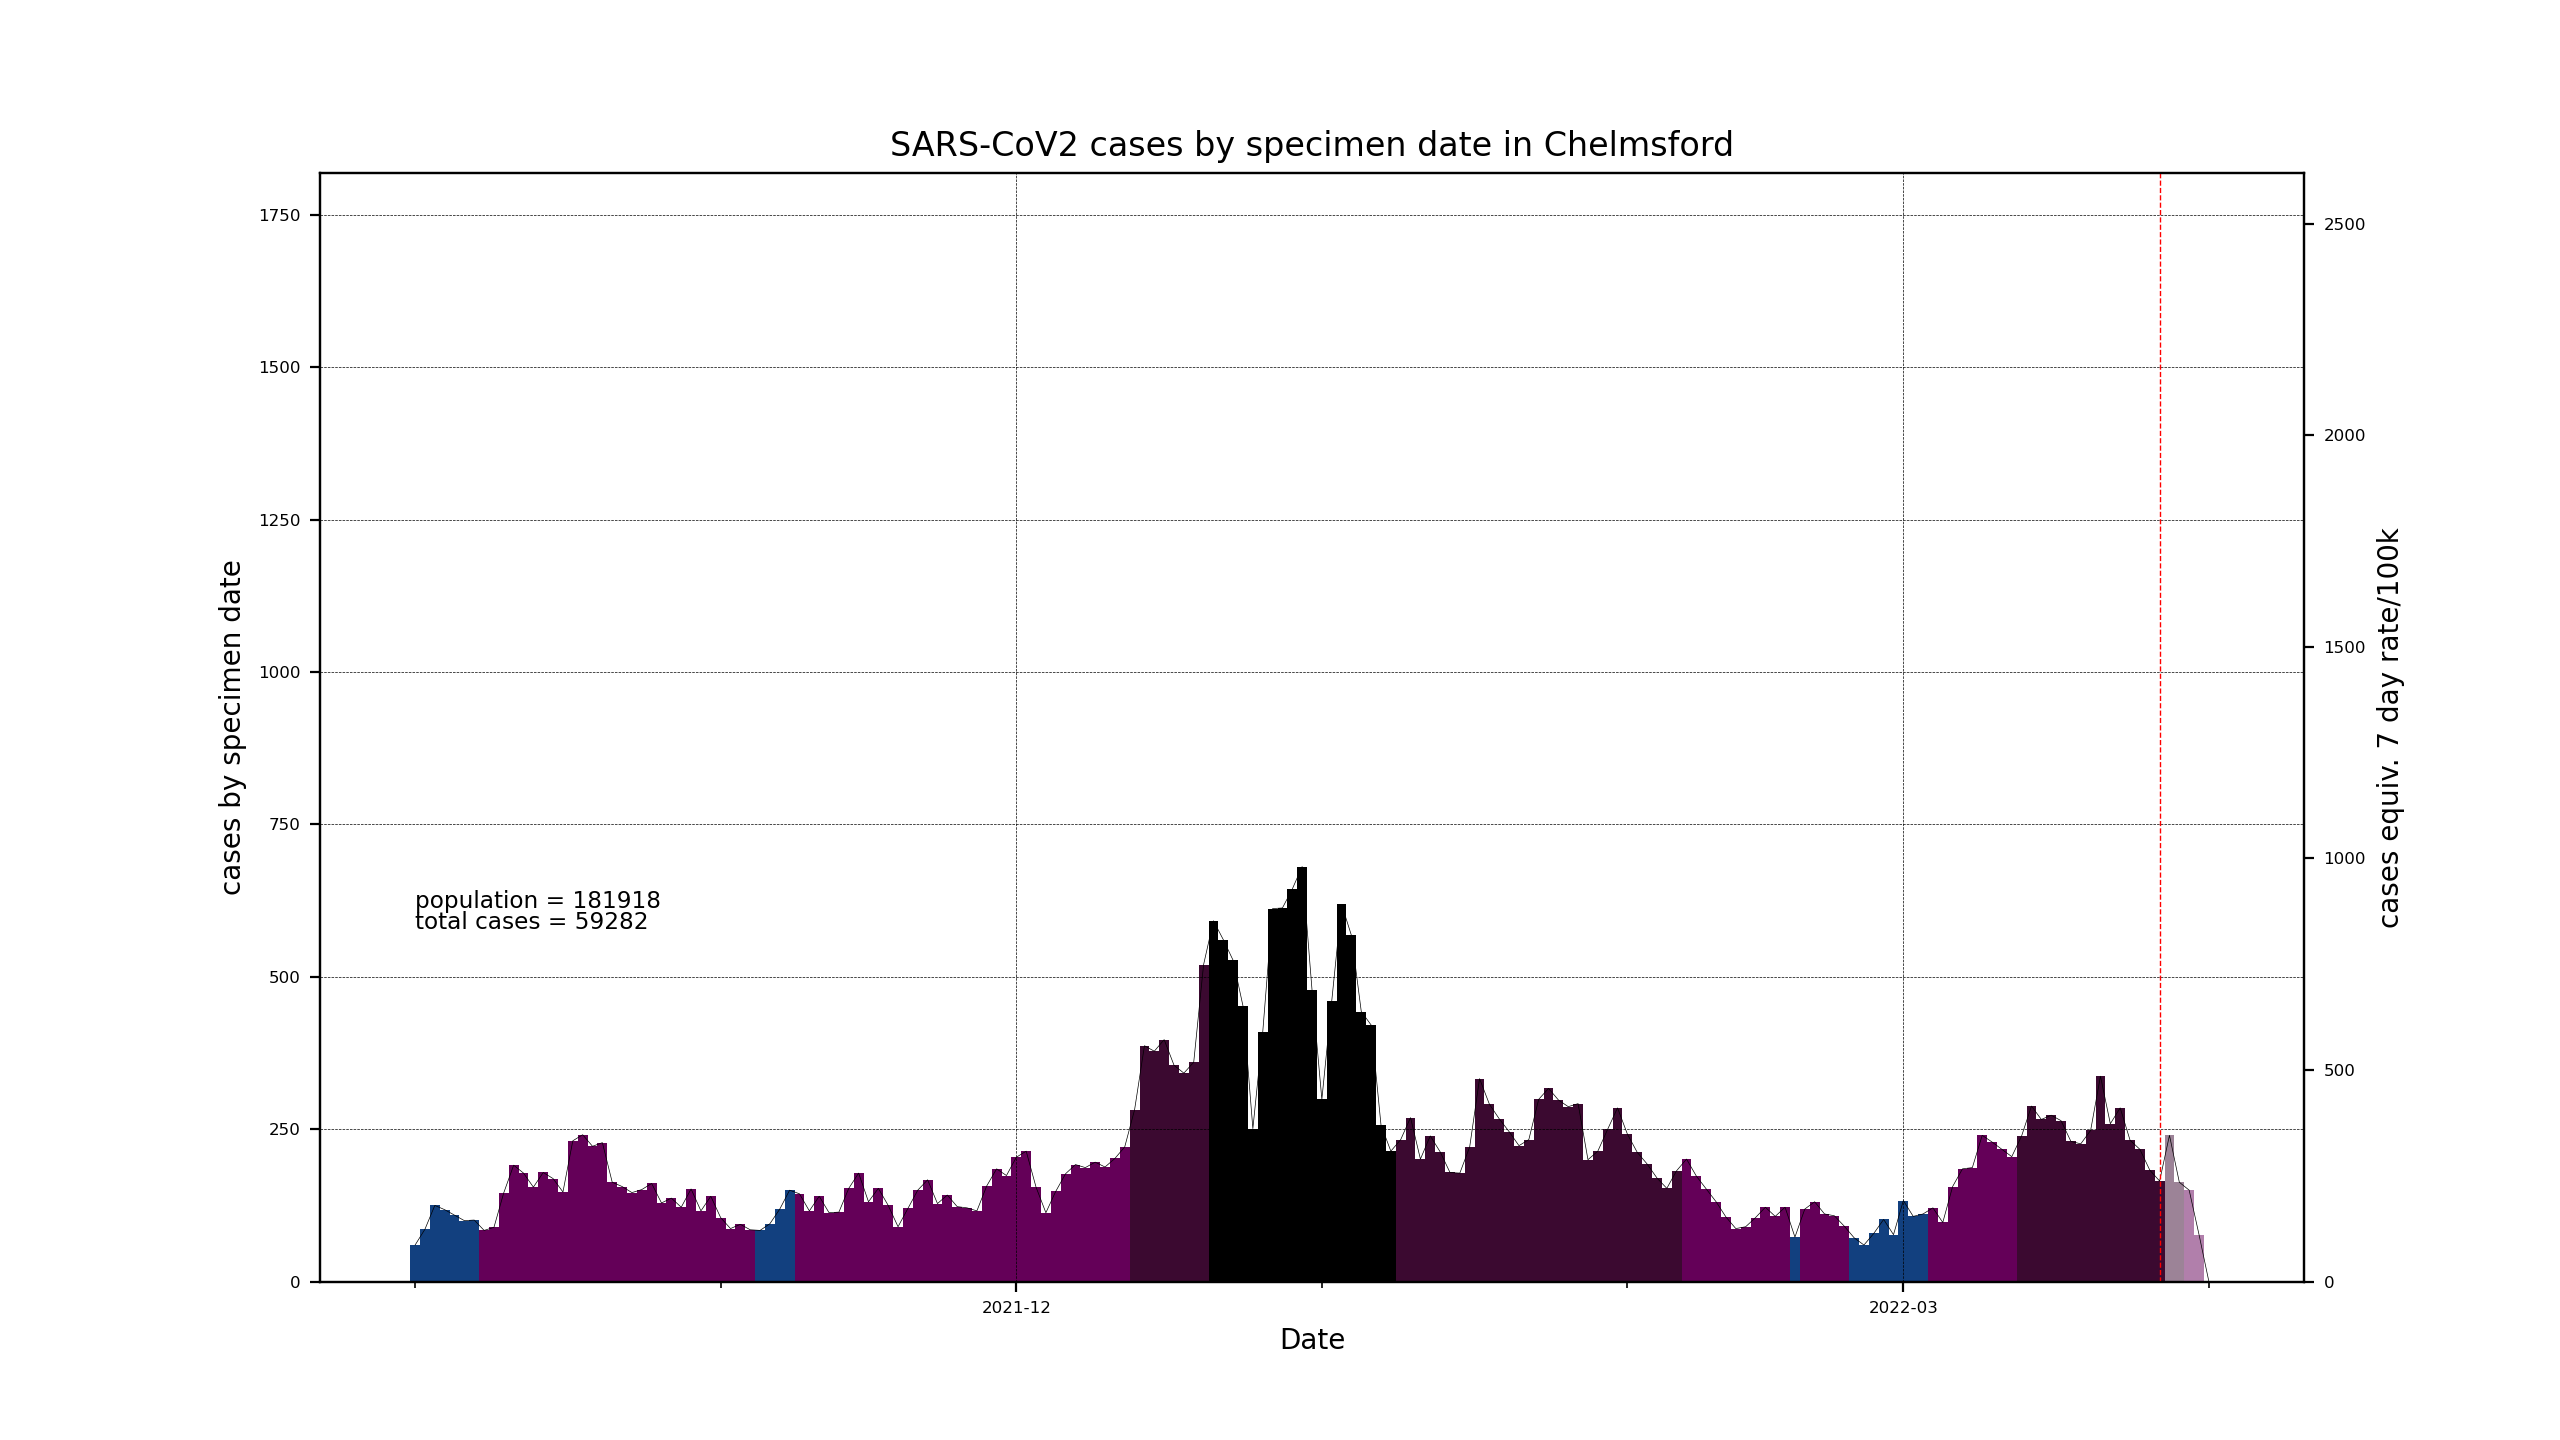 SARS-CoV2 cases by specimen date in Chelmsford
cases by specimen date
1750
1500
1250
1000
750
500
250
0
population = 181918
total cases = 59282
2021-12
2022-03
Date
2500
2000
1500
1000
500
0
cases equiv. 7 day rate/100k